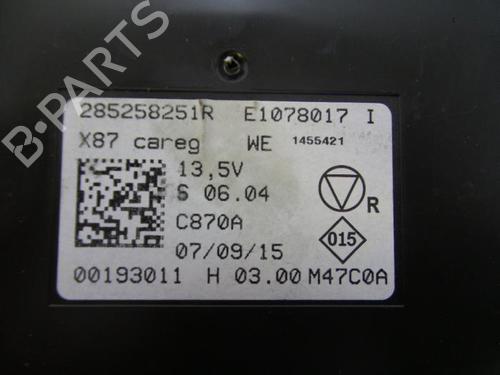 B-PARTS
285258251R E1078017 I
X87 careg WE 1455421
13,5V
S 06.04
C870A
R
015
07/09/15
00193011 H 03.00 M47C0A